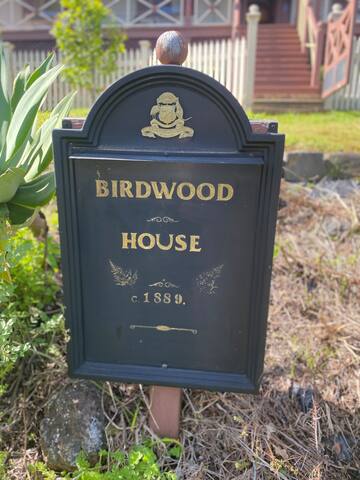 BIRDWOOD
HOUSE
c. 1889.